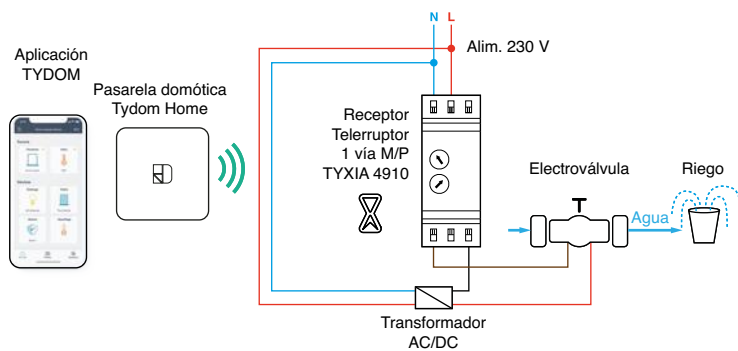 N L
Alim. 230 V
Aplicación
TYDOM
Pasarela domótica
Tydom Home
Receptor
Telerruptor
1 vía M/P
TYXIA 4910
Electroválvula
Riego
Agua
Transformador
AC/DC